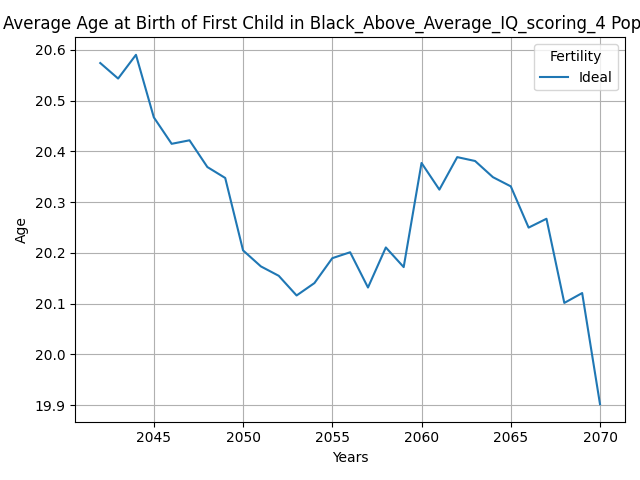 Average Age at Birth of First Child in Black_Above_Average_IQ_scoring_4 Pop
Fertility
Ideal
20.6
20.5
20.4
20.3
20.2
20.1
20.0
19.9
Age
2045 2050 2055 2060 2065 2070
Years